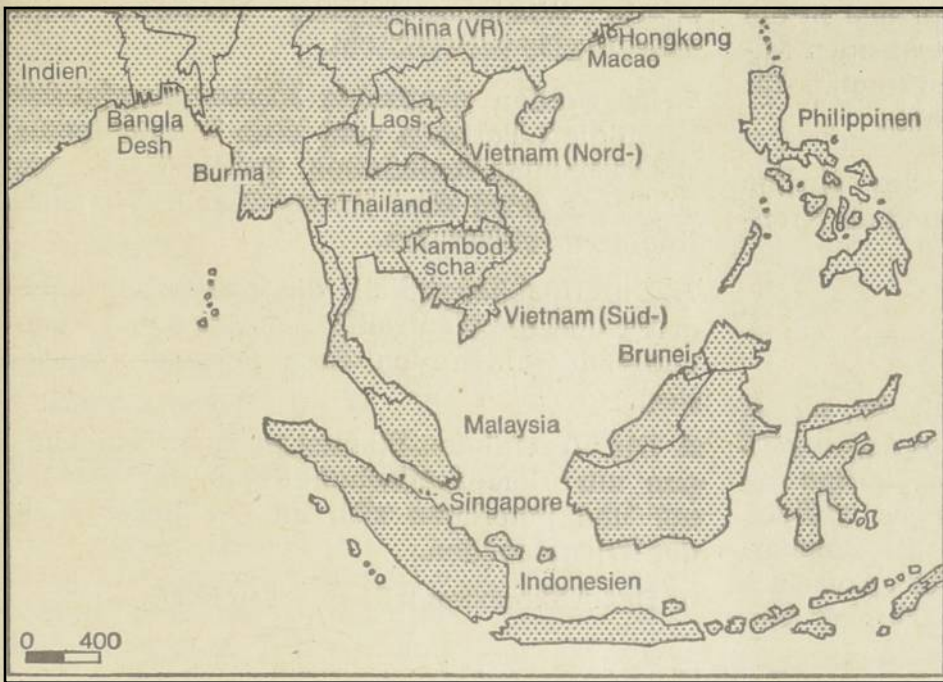 China (VR)
Hongkong
Macao
Indien
Bangla
Desh
Laos
Philippinen
Vietnam (Nord-)
Burma
Thailand
Kambod
scha
Vietnam (Süd-)
Brunei
Malaysia
Singapore
Indonesien
0 400